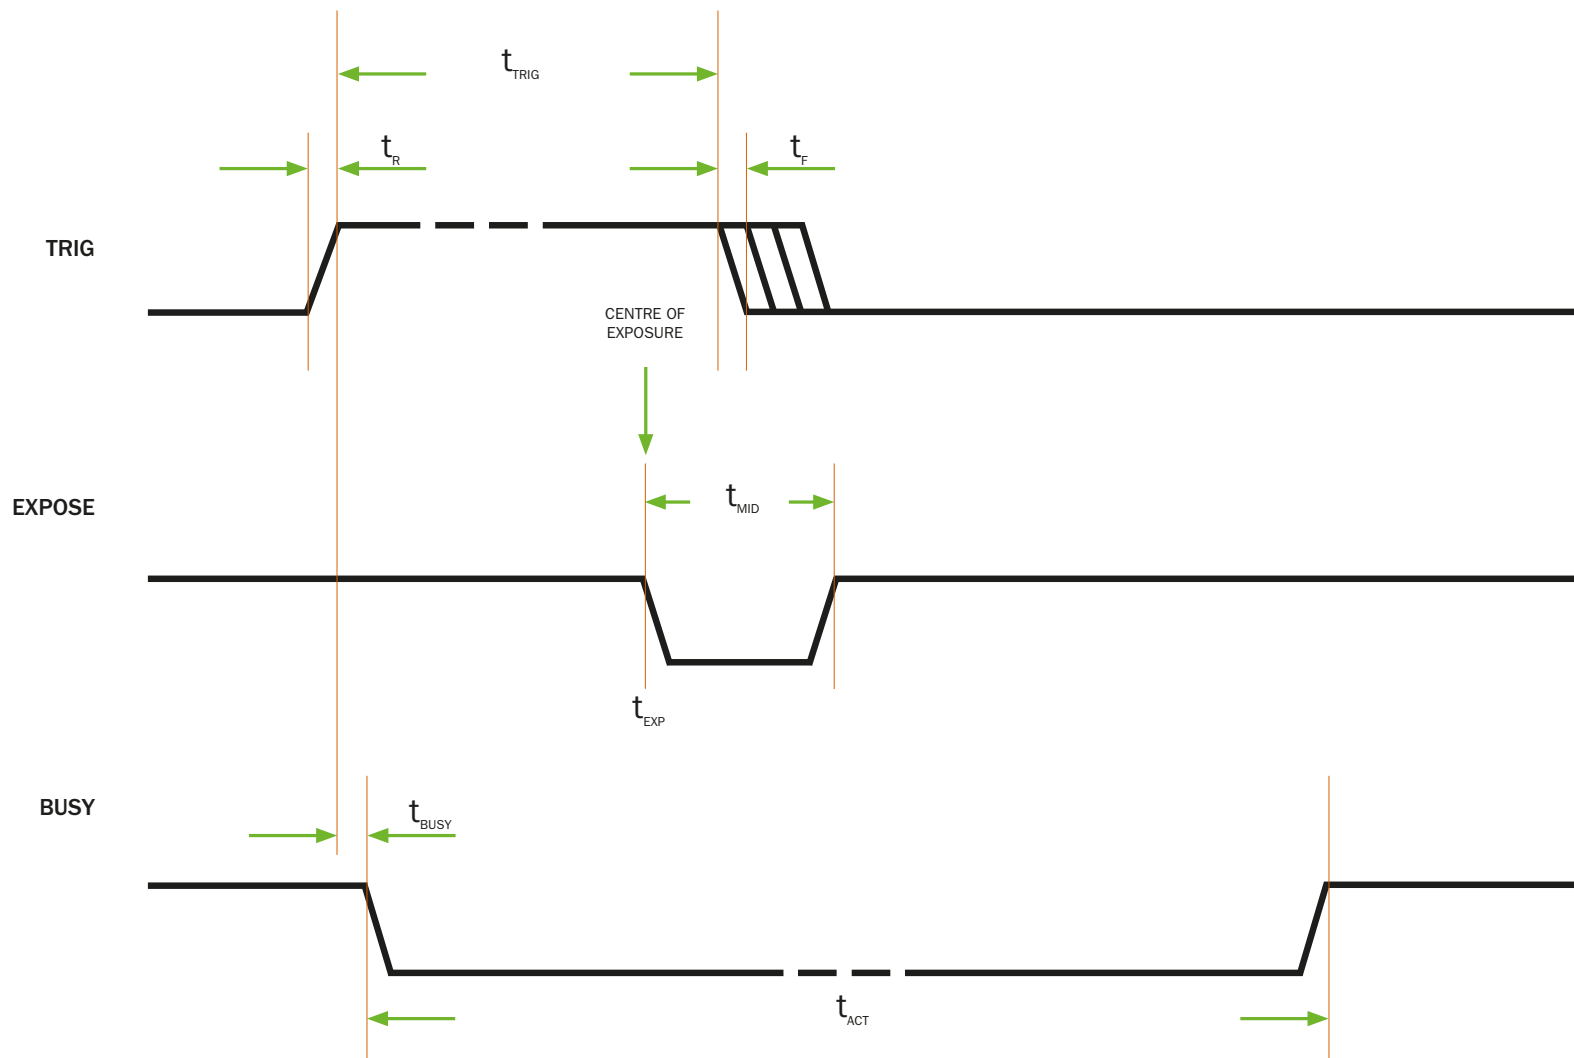 tTRIG
tR
tF
TRIG
CENTRE OF
EXPOSURE
EXPOSE
tMID
tEXP
BUSY
tBUSY
tACT